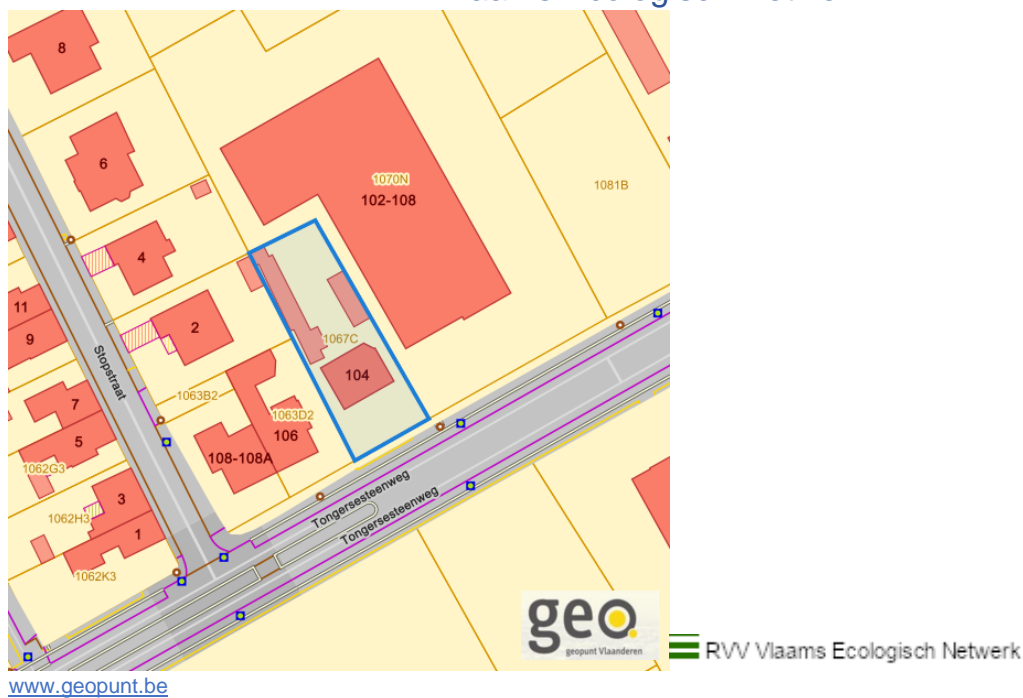 8
6
1070N
102-108
1081B
4
11
9
2
1067C
Stopstraat
104
7
1063B2
1063D2
5
106
1062G3
108-108A
3
Tongersesteenweg
1062H3
Tongersesteenweg
1
1062K3
geo
geopunt Vlaanderen
RVV Vlaams Ecologisch Netwerk
www.geopunt.be